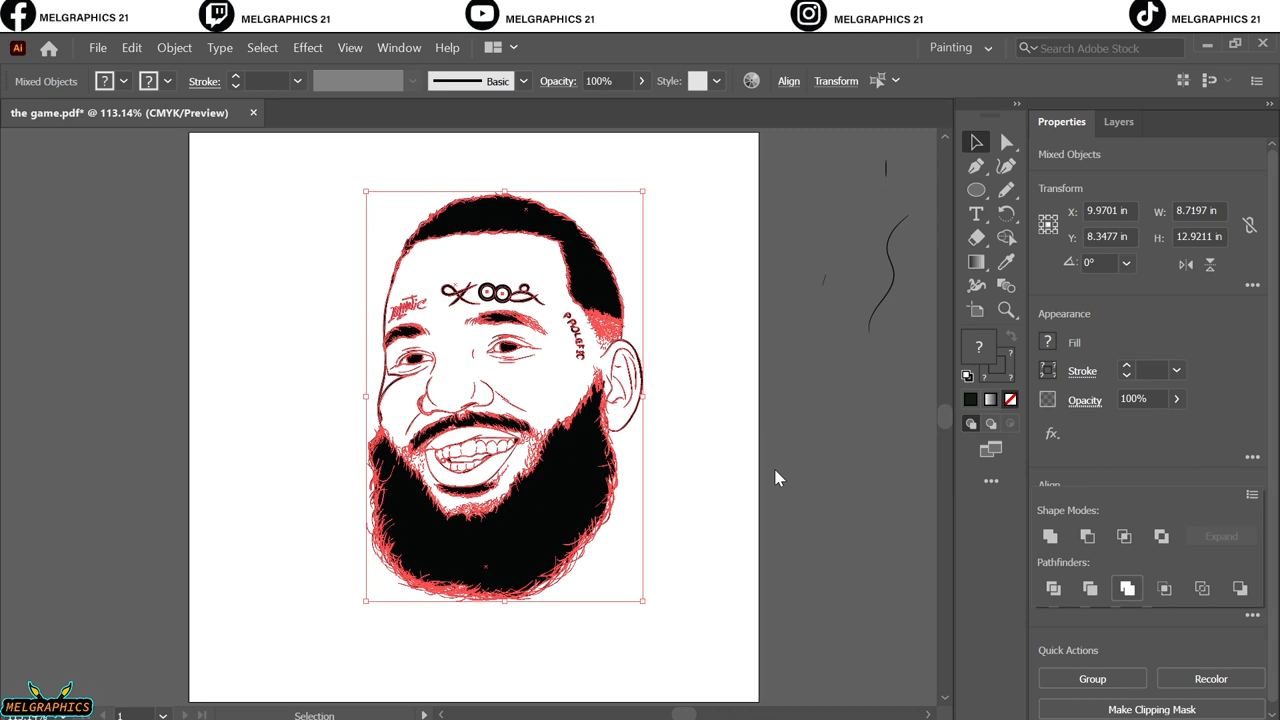 MELGRAPHICS 21
MELGRAPHICS 21
MELGRAPHICS 21
MELGRAPHICS 21
MELGRAPHICS 21
Ai
File Edit Object Type Select Effect View Window Help
Painting
Search Adobe Stock
Mixed Objects
? ?
Stroke:
Basic
Opacity: 100%
Style:
Align
Transform
the game.pdf* @ 113.14% (CMYK/Preview)
Properties Layers
Mixed Objects
Transform
X: 9.9701 in W: 8.7197 in
Y: 8.3477 in H: 12.9211 in
0°
Appearance
? Fill
Stroke
Opacity 100%
fx.
Align
Shape Modes:
Expand
Pathfinders:
Quick Actions
Group Recolor
Make Clipping Mask
MELGRAPHICS
1
Selection